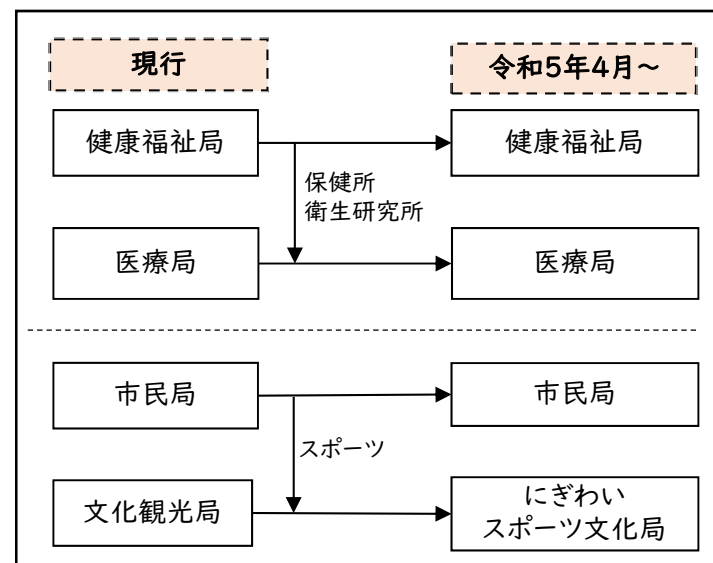 現行
令和5年4月~
健康福祉局
健康福祉局
保健所
衛生研究所
医療局
医療局
市民局
市民局
スポーツ
文化観光局
にぎわい
スポーツ文化局